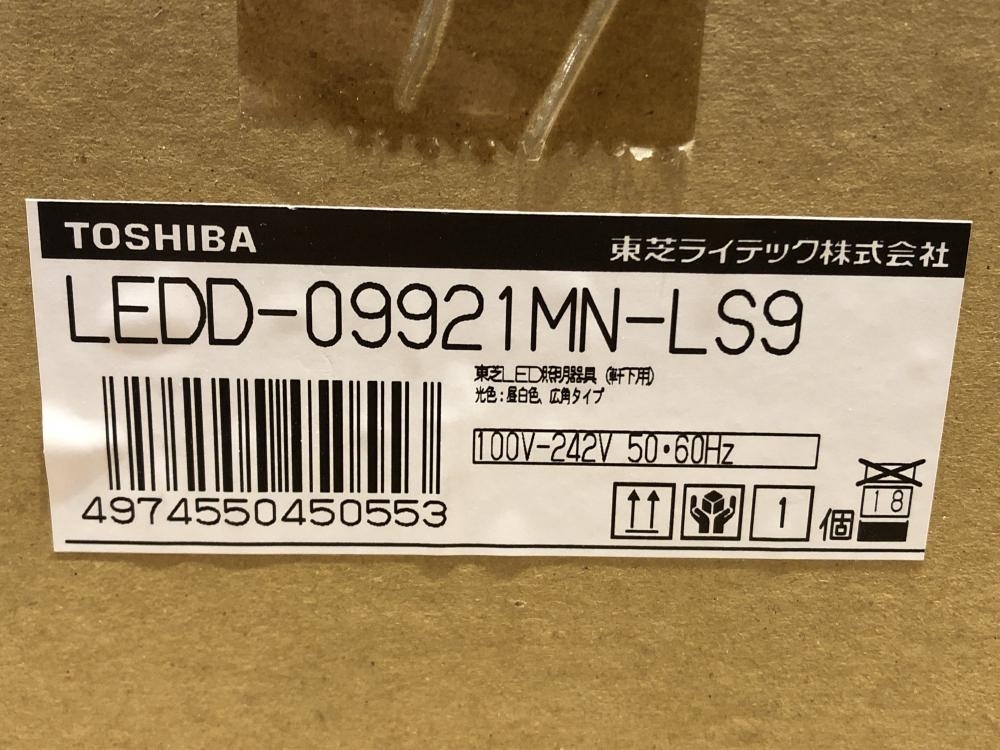 TOSHIBA 東芝ライテック株式会社
LEDD-09921MN-LS9
東芝LED照明器具 (軒下用)
光色:昼白色、広角タイプ
100V-242V 50・60Hz
4974550450553
1 個 18